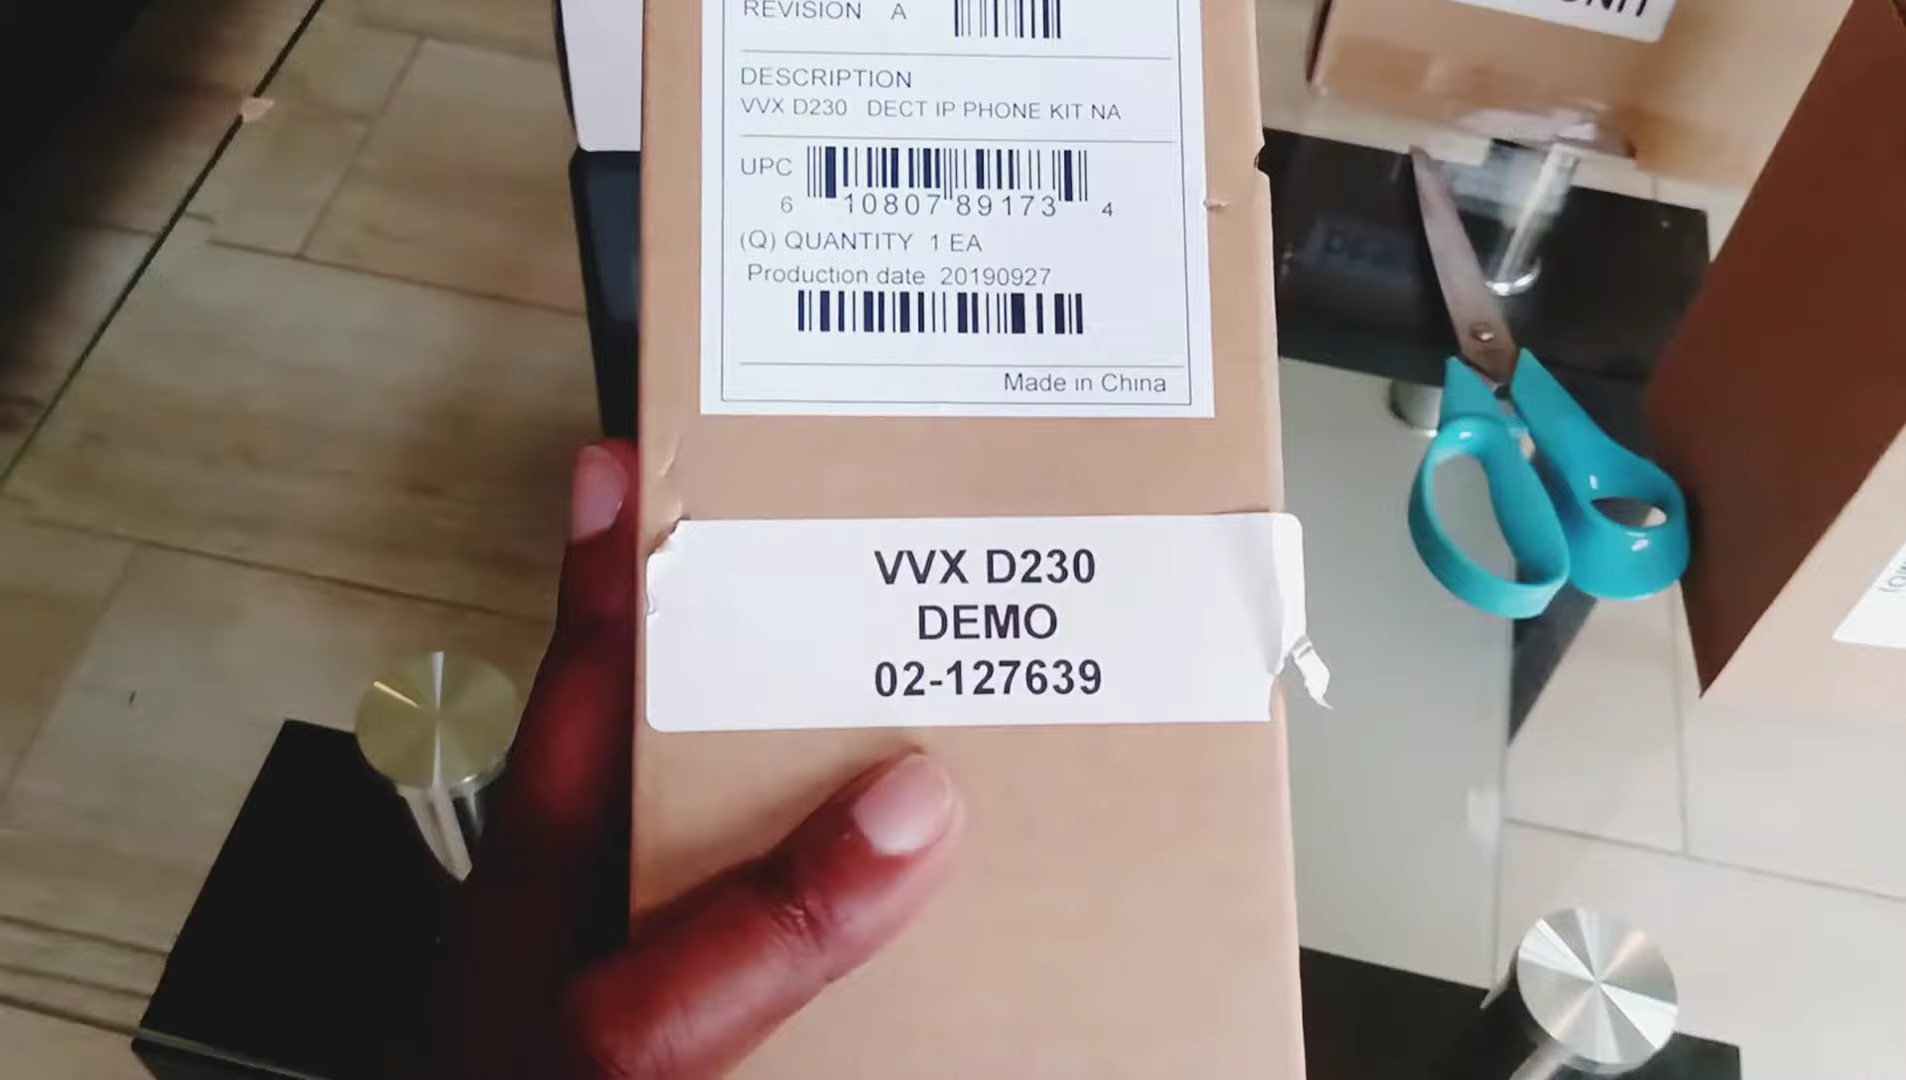 REVISION A
DESCRIPTION
VVX D230 DECT IP PHONE KIT NA
UPC
6 10807 89173 4
(Q) QUANTITY 1 EA
Production date 20190927
Made in China
VVX D230
DEMO
02-127639